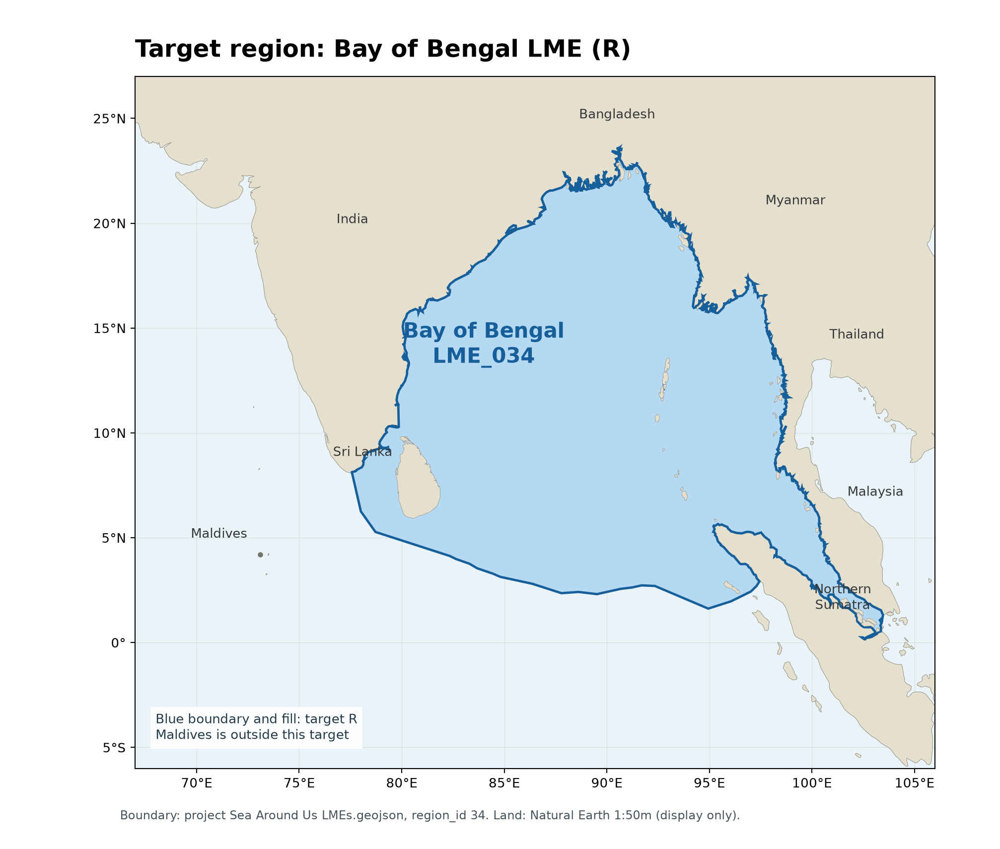 Target region: Bay of Bengal LME (R)
25°N
20°N
15°N
10°N
5°N
0°
5°S
Bangladesh
Myanmar
India
Thailand
Bay of Bengal
LME_034
Sri Lanka
Malaysia
Maldives
Northern
Sumatra
Blue boundary and fill: target R
Maldives is outside this target
70°E
75°E
80°E
85°E
90°E
95°E
100°E
105°E
Boundary: project Sea Around Us LMEs.geojson, region_id 34. Land: Natural Earth 1:50m (display only).